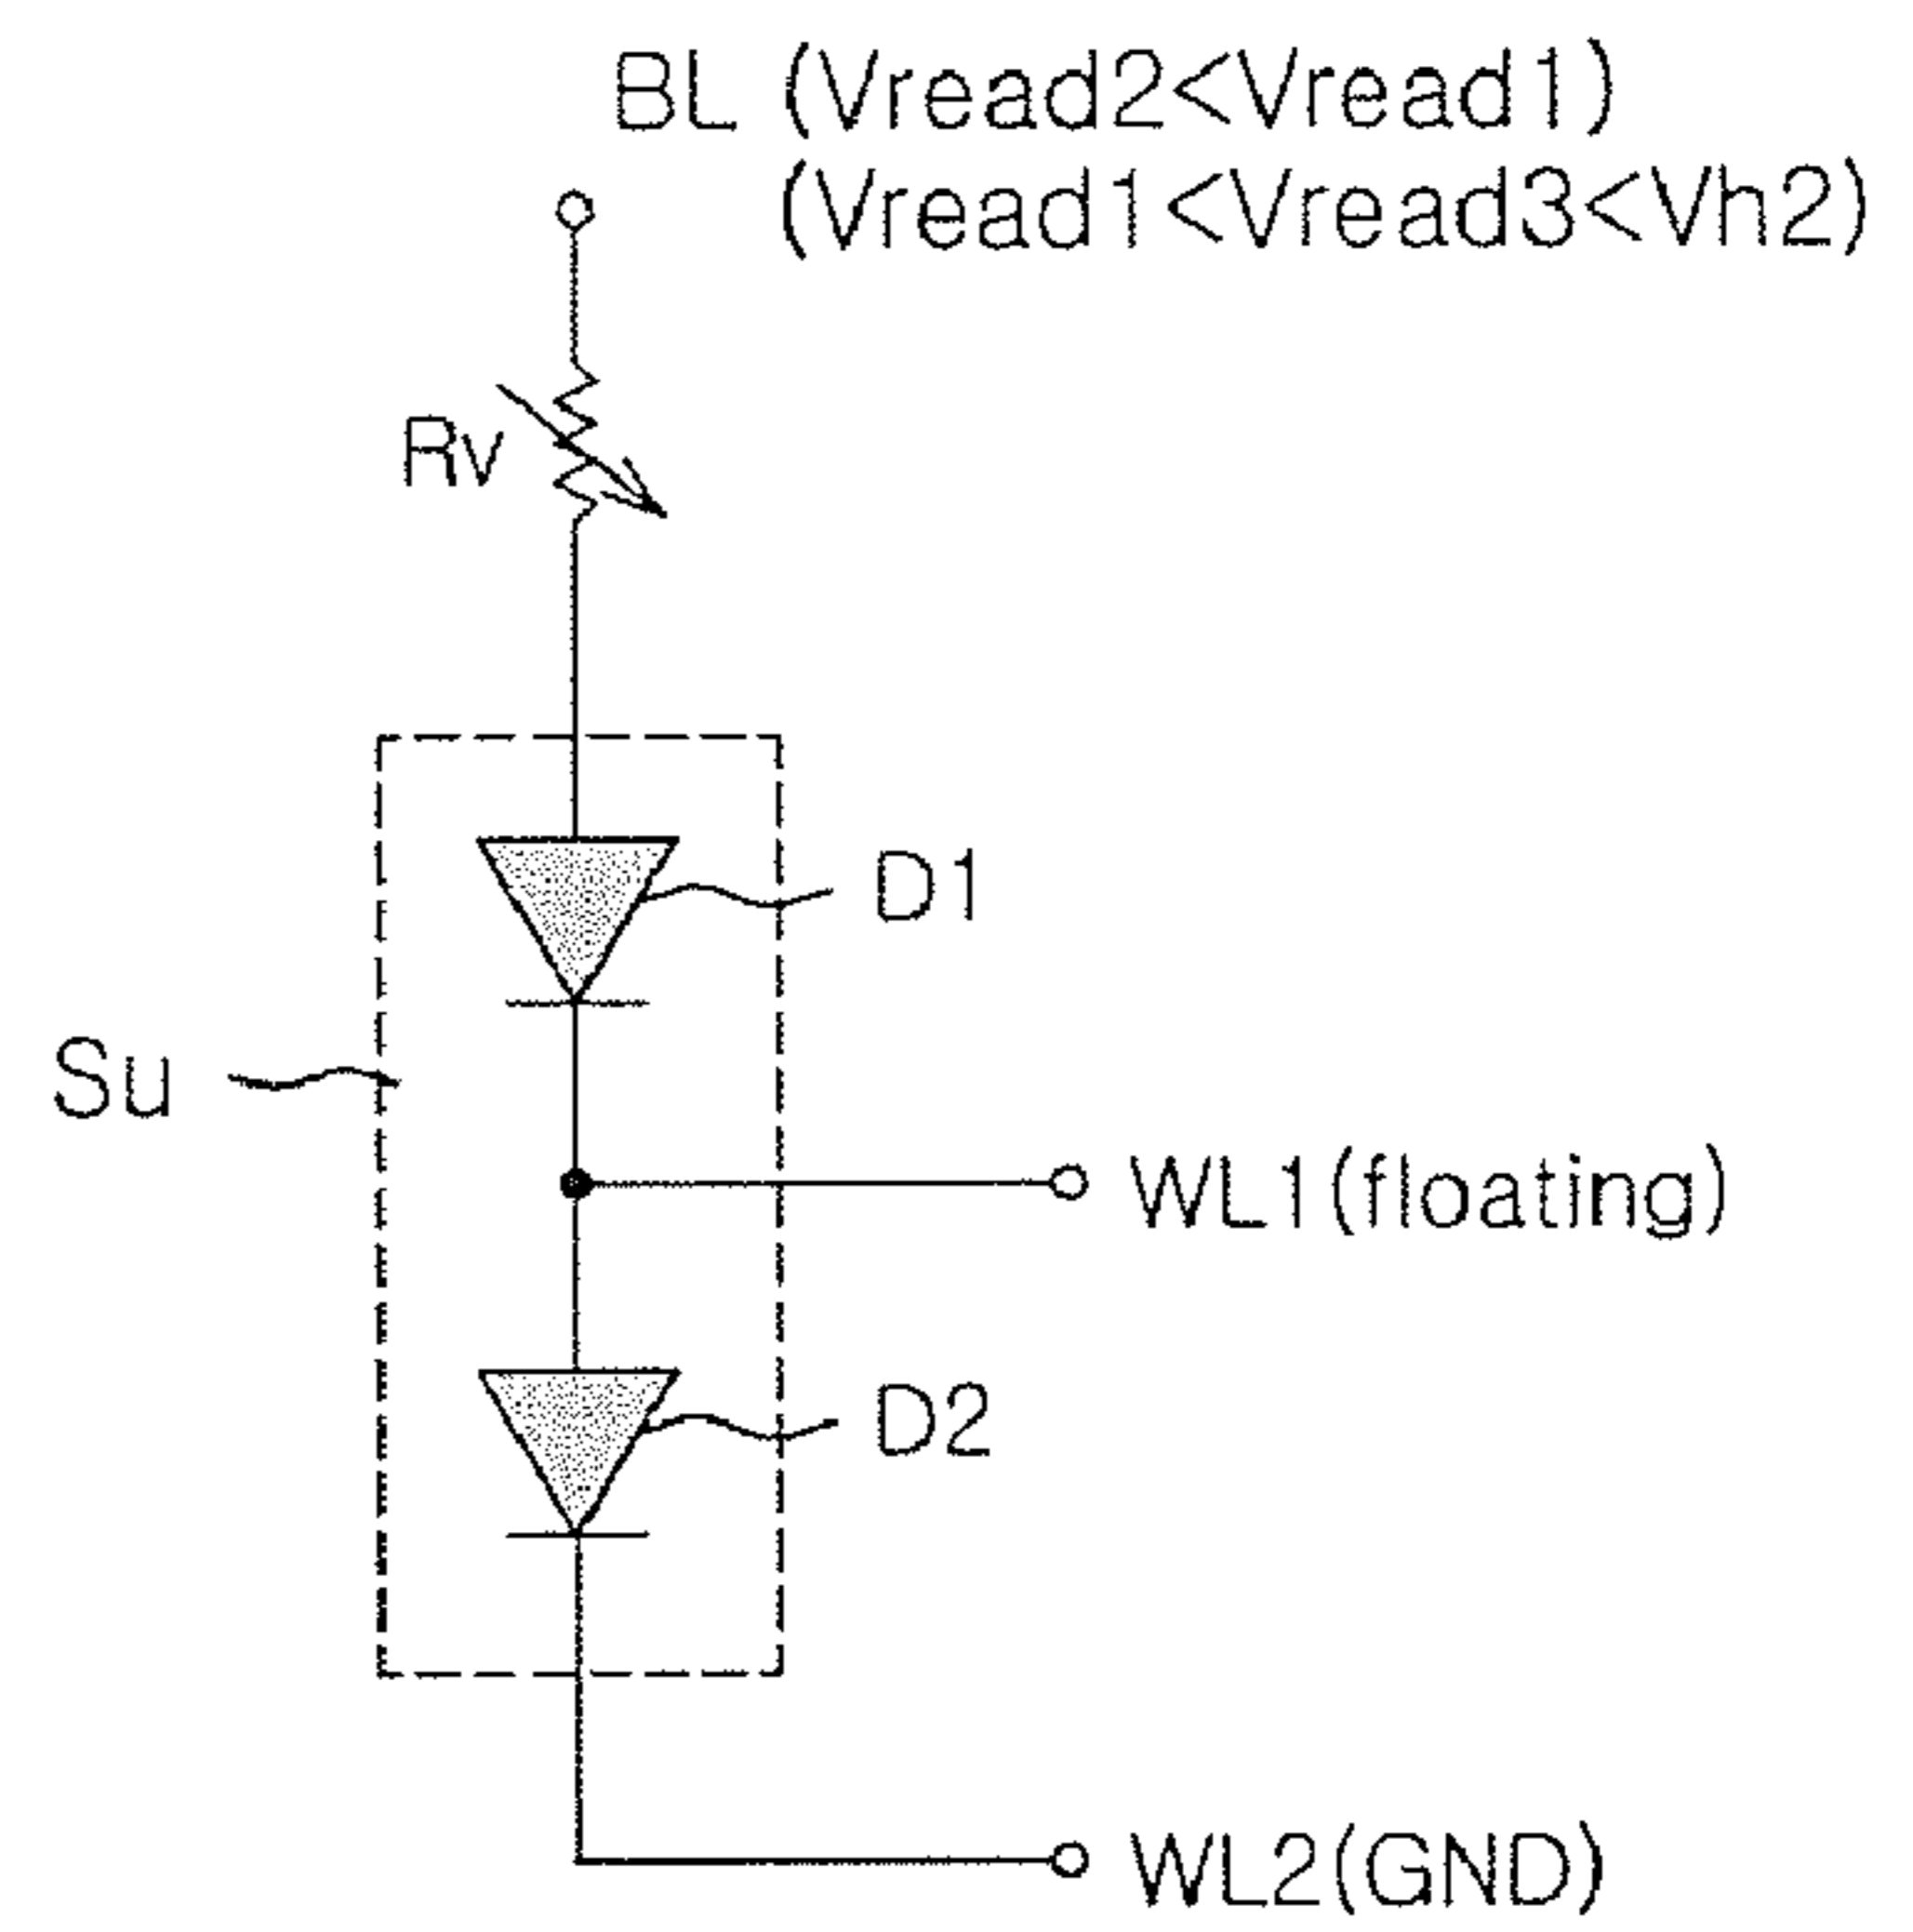 BL (Vread2<Vread1)
(Vread1<Vread3<Vh2)
Rv
D1
Su
WL1(floating)
D2
WL2(GND)